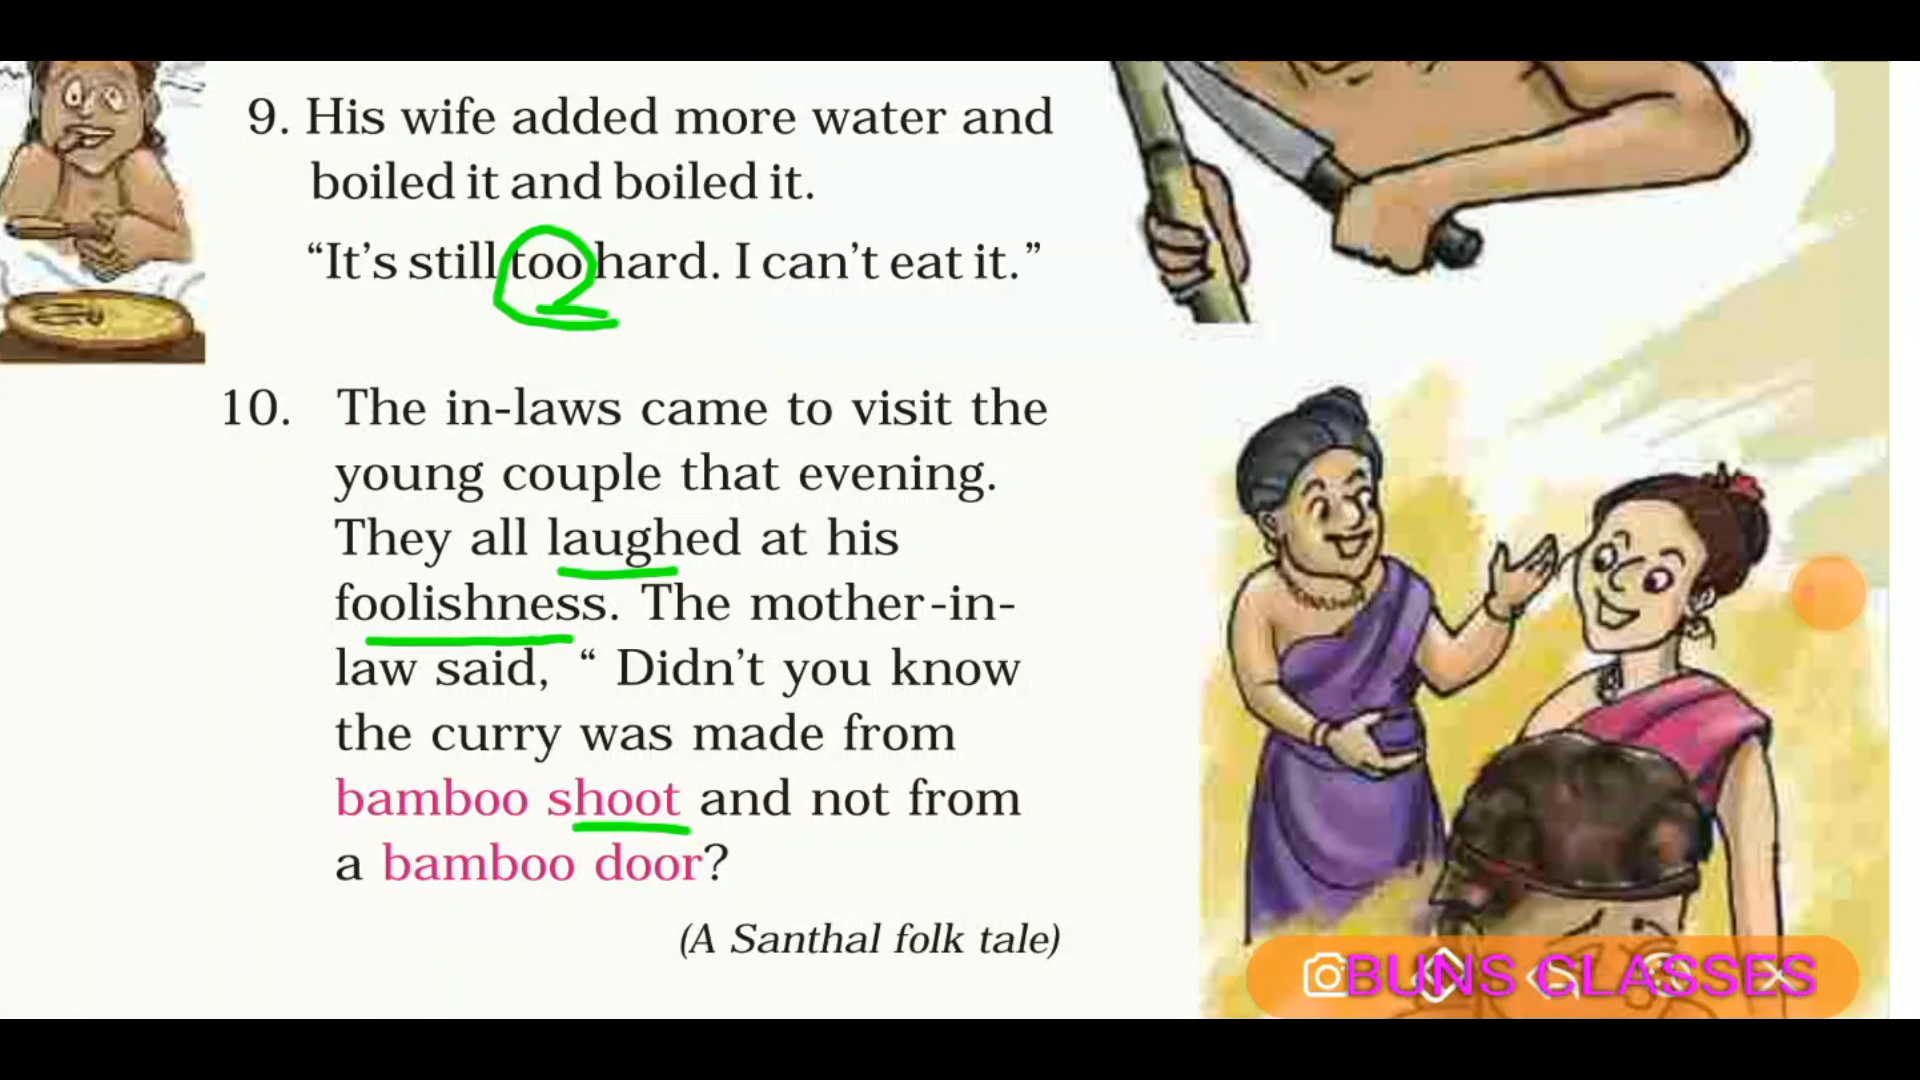 9. His wife added more water and
boiled it and boiled it.
“It’s still too hard. I can’t eat it.”
10. The in-laws came to visit the
young couple that evening.
They all laughed at his
foolishness. The mother-in-
law said, “ Didn’t you know
the curry was made from
bamboo shoot and not from
a bamboo door?
(A Santhal folk tale)
BUNS CLASSES